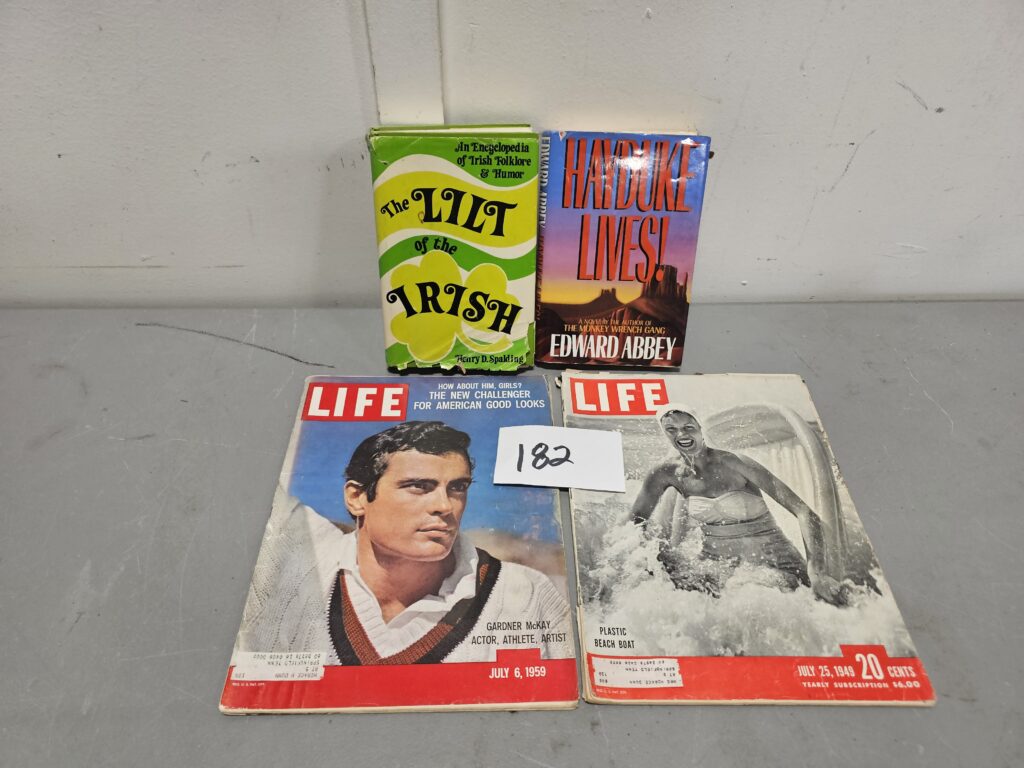 An Encyclopedia
of Irish Folklore
& Humor
The LILT
of the
IRISH
Henry D. Spalding
EDWARD ABBEY
HAYDUKE
LIVES!
A NOVEL BY THE AUTHOR OF
THE MONKEY WRENCH GANG
EDWARD ABBEY
LIFE
HOW ABOUT HIM, GIRLS?
THE NEW CHALLENGER
FOR AMERICAN GOOD LOOKS
182
GARDNER McKAY
ACTOR, ATHLETE, ARTIST
JULY 6, 1959
LIFE
PLASTIC
BEACH BOAT
JULY 25, 1949 20 CENTS
YEARLY SUBSCRIPTION $6.00